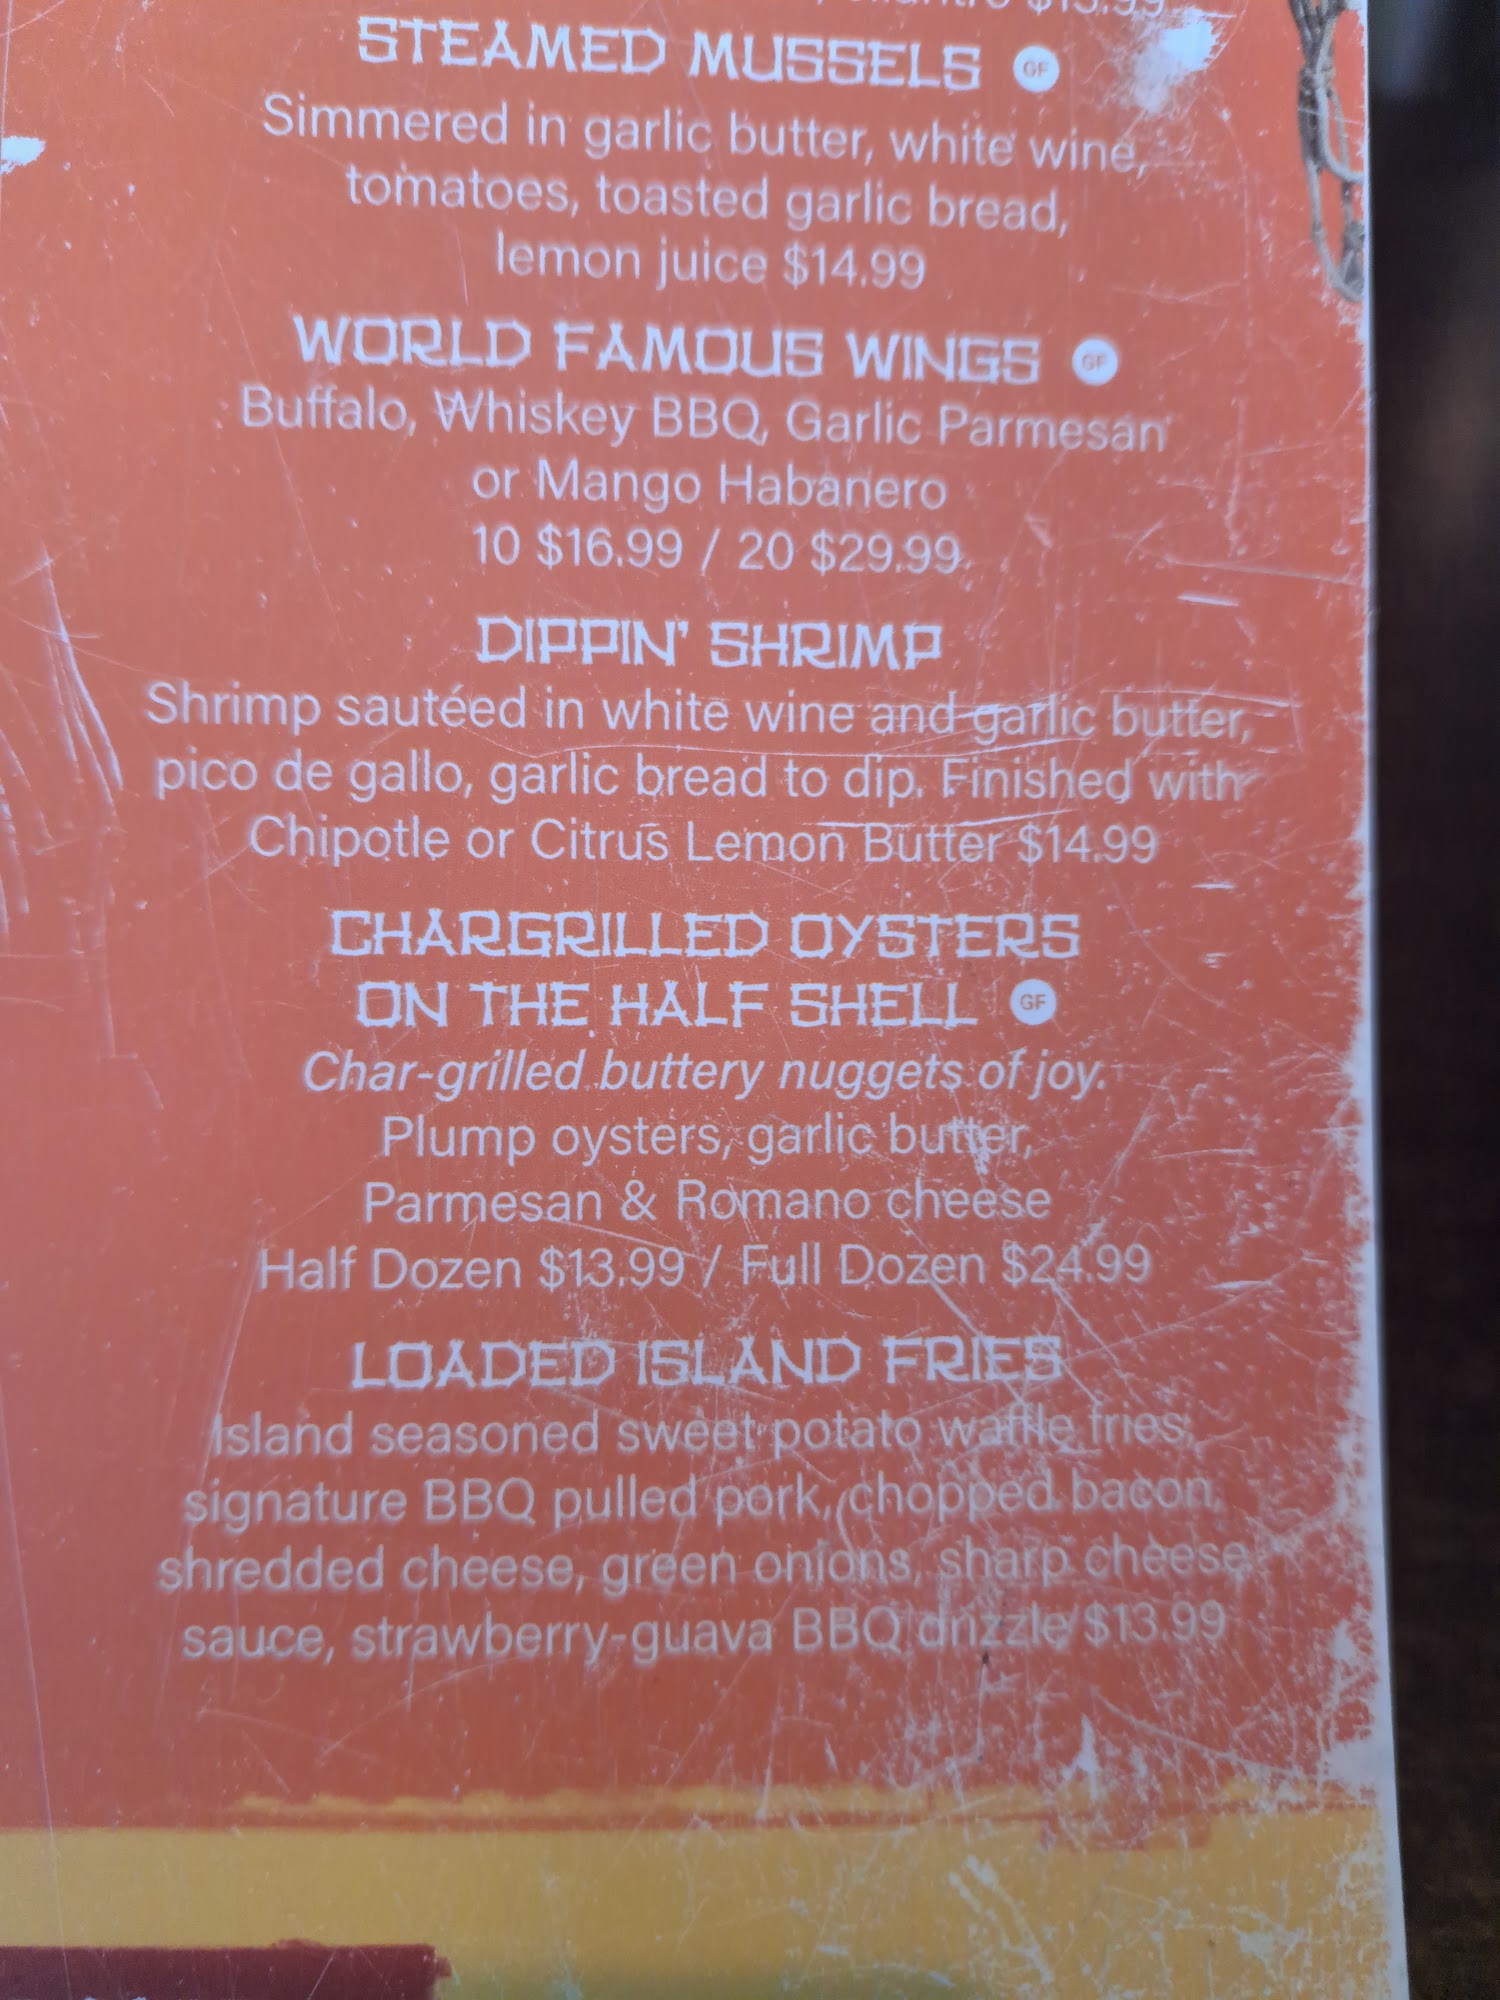 $13.99
STEAMED MUSSELS GF
Simmered in garlic butter, white wine,
tomatoes, toasted garlic bread,
lemon juice $14.99
WORLD FAMOUS WINGS GF
Buffalo, Whiskey BBQ, Garlic Parmesan
or Mango Habanero
10 $16.99 / 20 $29.99
DIPPIN' SHRIMP
Shrimp sautéed in white wine and garlic butter,
pico de gallo, garlic bread to dip. Finished with
Chipotle or Citrus Lemon Butter $14.99
CHARGRILLED OYSTERS
ON THE HALF SHELL GF
Char-grilled buttery nuggets of joy.
Plump oysters, garlic butter,
Parmesan & Romano cheese
Half Dozen $13.99 / Full Dozen $24.99
LOADED ISLAND FRIES
Island seasoned sweet potato waffle fries,
signature BBQ pulled pork, chopped bacon,
shredded cheese, green onions, sharp cheese
sauce, strawberry-guava BBQ drizzle $13.99